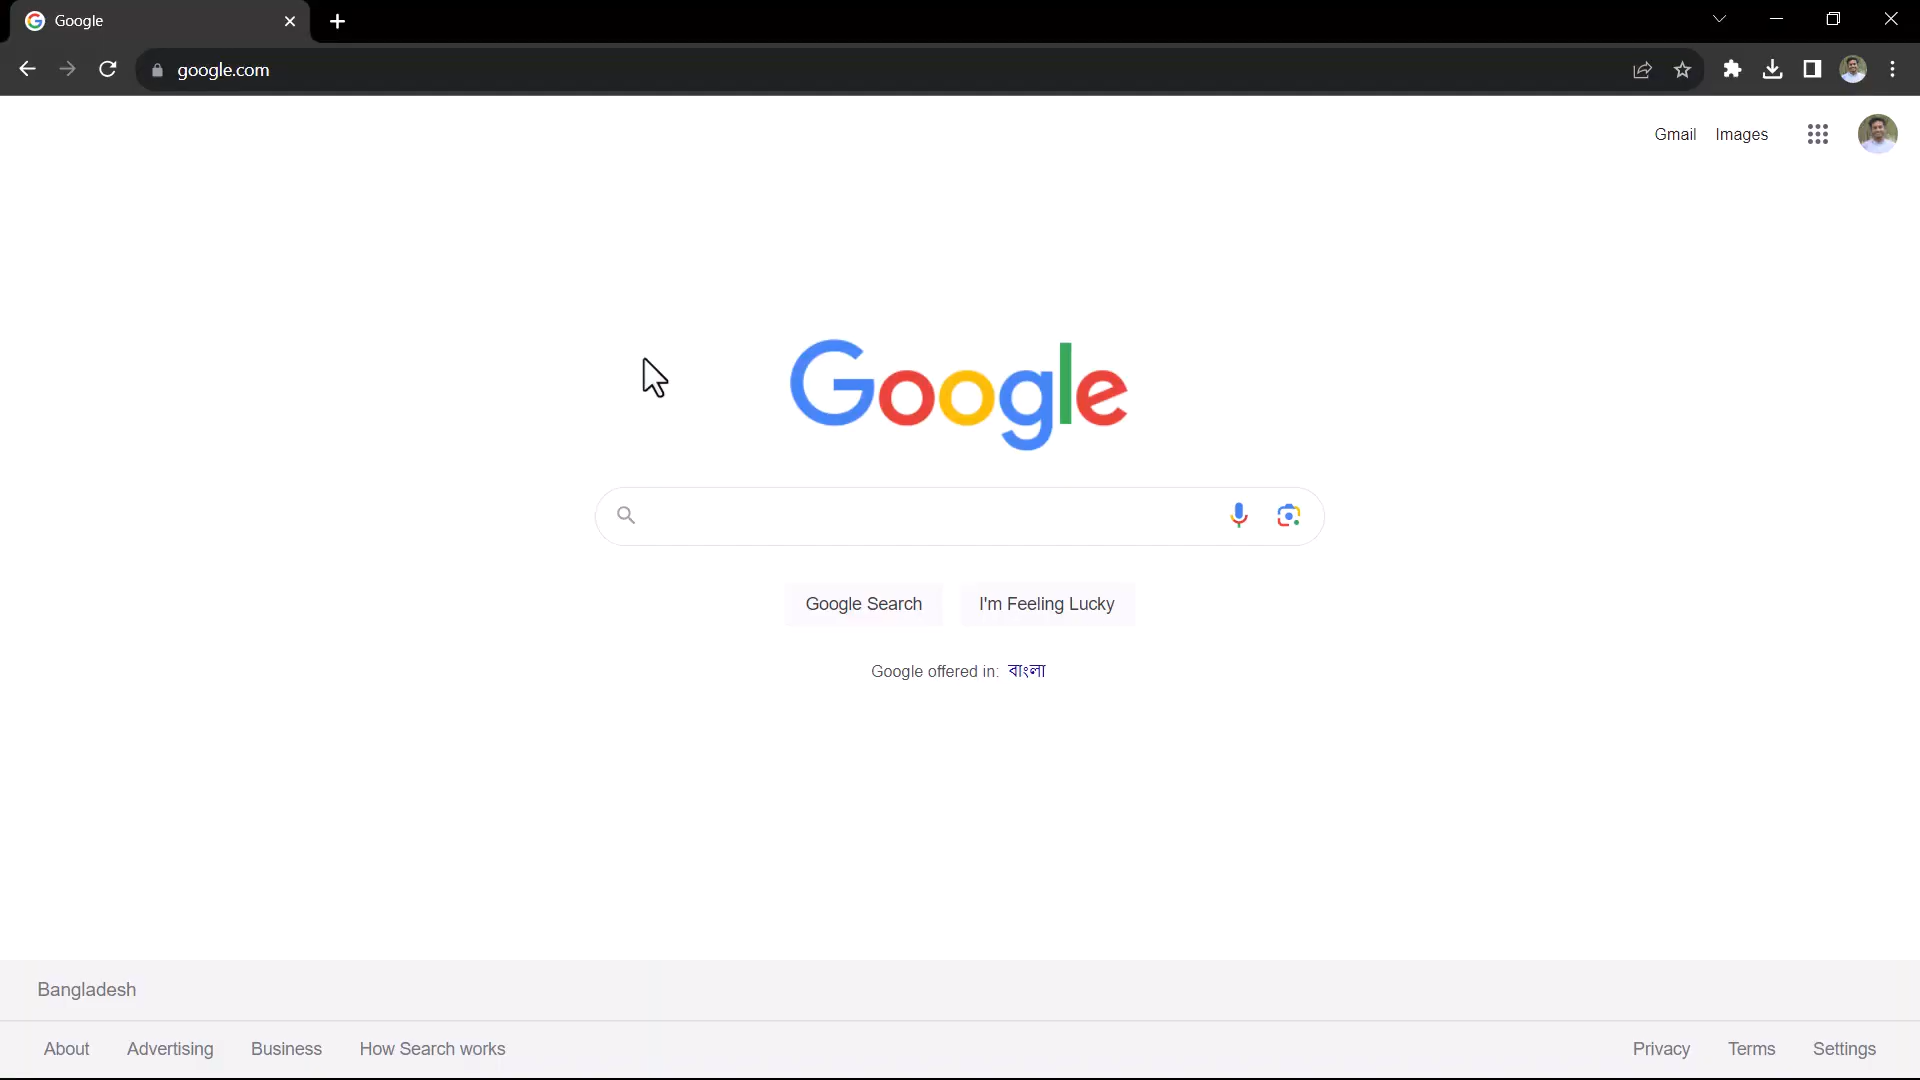 Google
google.com
Gmail Images
Google
Google Search I'm Feeling Lucky
Google offered in: বাংলা
Bangladesh
About Advertising Business How Search works Privacy Terms Settings